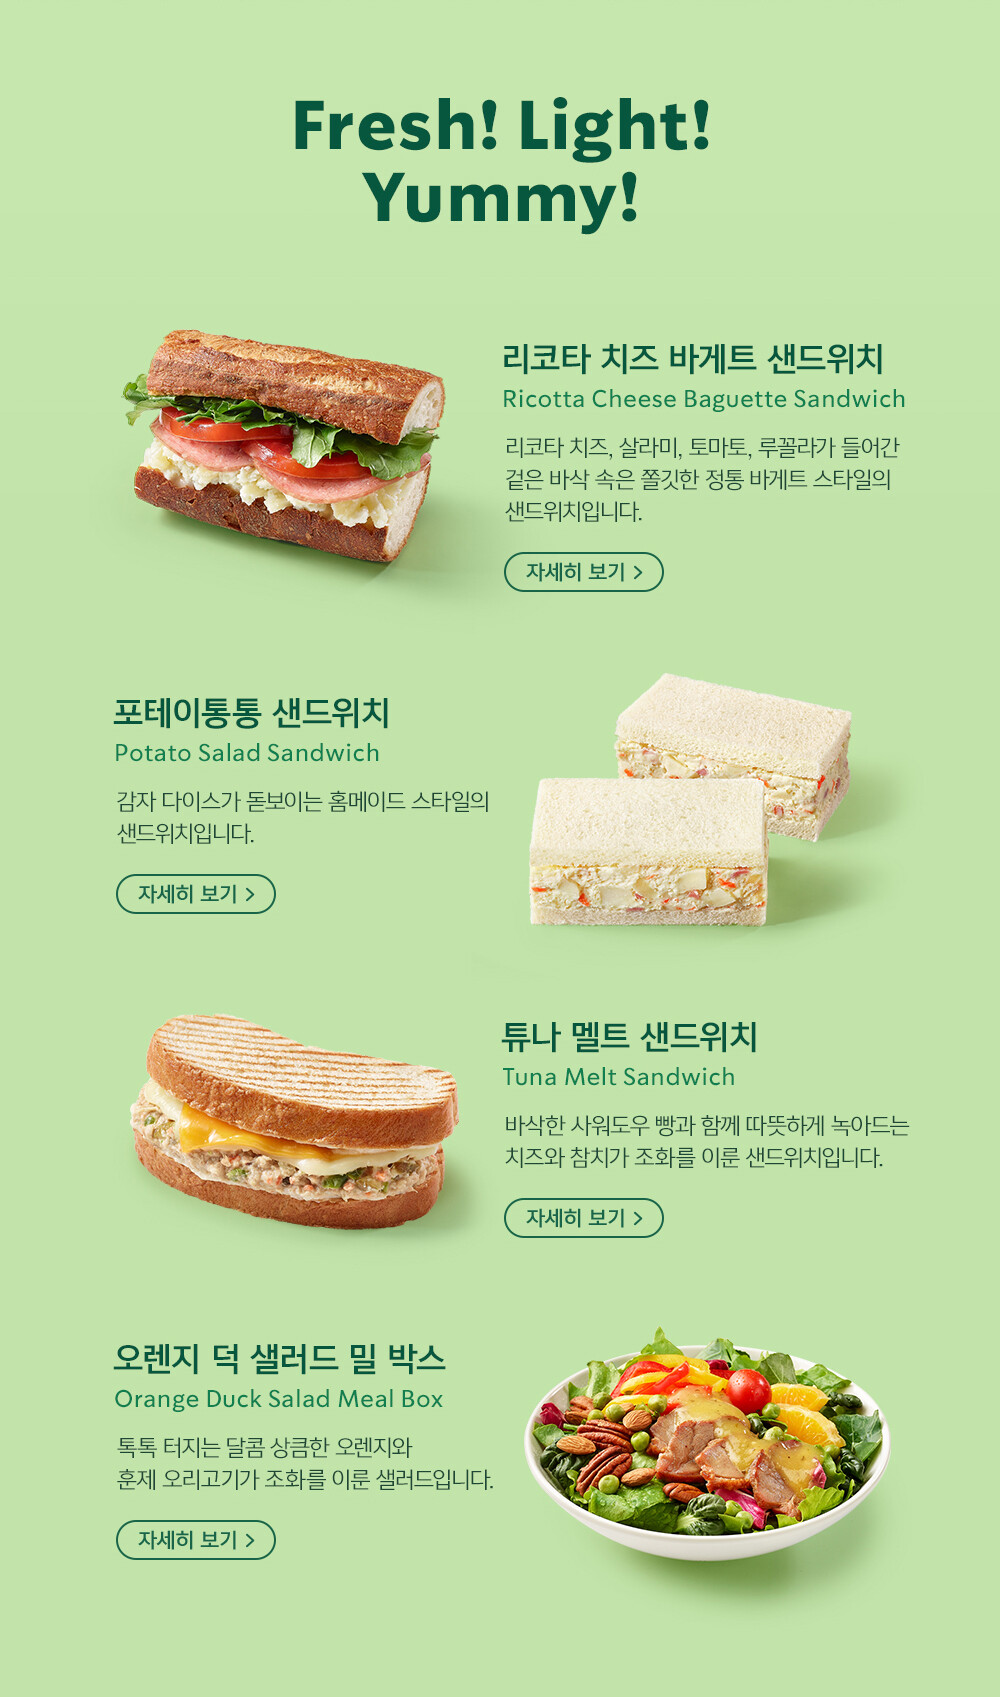 Fresh! Light!
Yummy!
리코타 치즈 바게트 샌드위치
Ricotta Cheese Baguette Sandwich
리코타 치즈, 살라미, 토마토, 루꼴라가 들어간
겉은 바삭 속은 쫄깃한 정통 바게트 스타일의
샌드위치입니다.
자세히 보기 >
포테이통통 샌드위치
Potato Salad Sandwich
감자 다이스가 돋보이는 홈메이드 스타일의
샌드위치입니다.
자세히 보기 >
튜나 멜트 샌드위치
Tuna Melt Sandwich
바삭한 사워도우 빵과 함께 따뜻하게 녹아드는
치즈와 참치가 조화를 이룬 샌드위치입니다.
자세히 보기 >
오렌지 덕 샐러드 밀 박스
Orange Duck Salad Meal Box
톡톡 터지는 달콤 상큼한 오렌지와
훈제 오리고기가 조화를 이룬 샐러드입니다.
자세히 보기 >